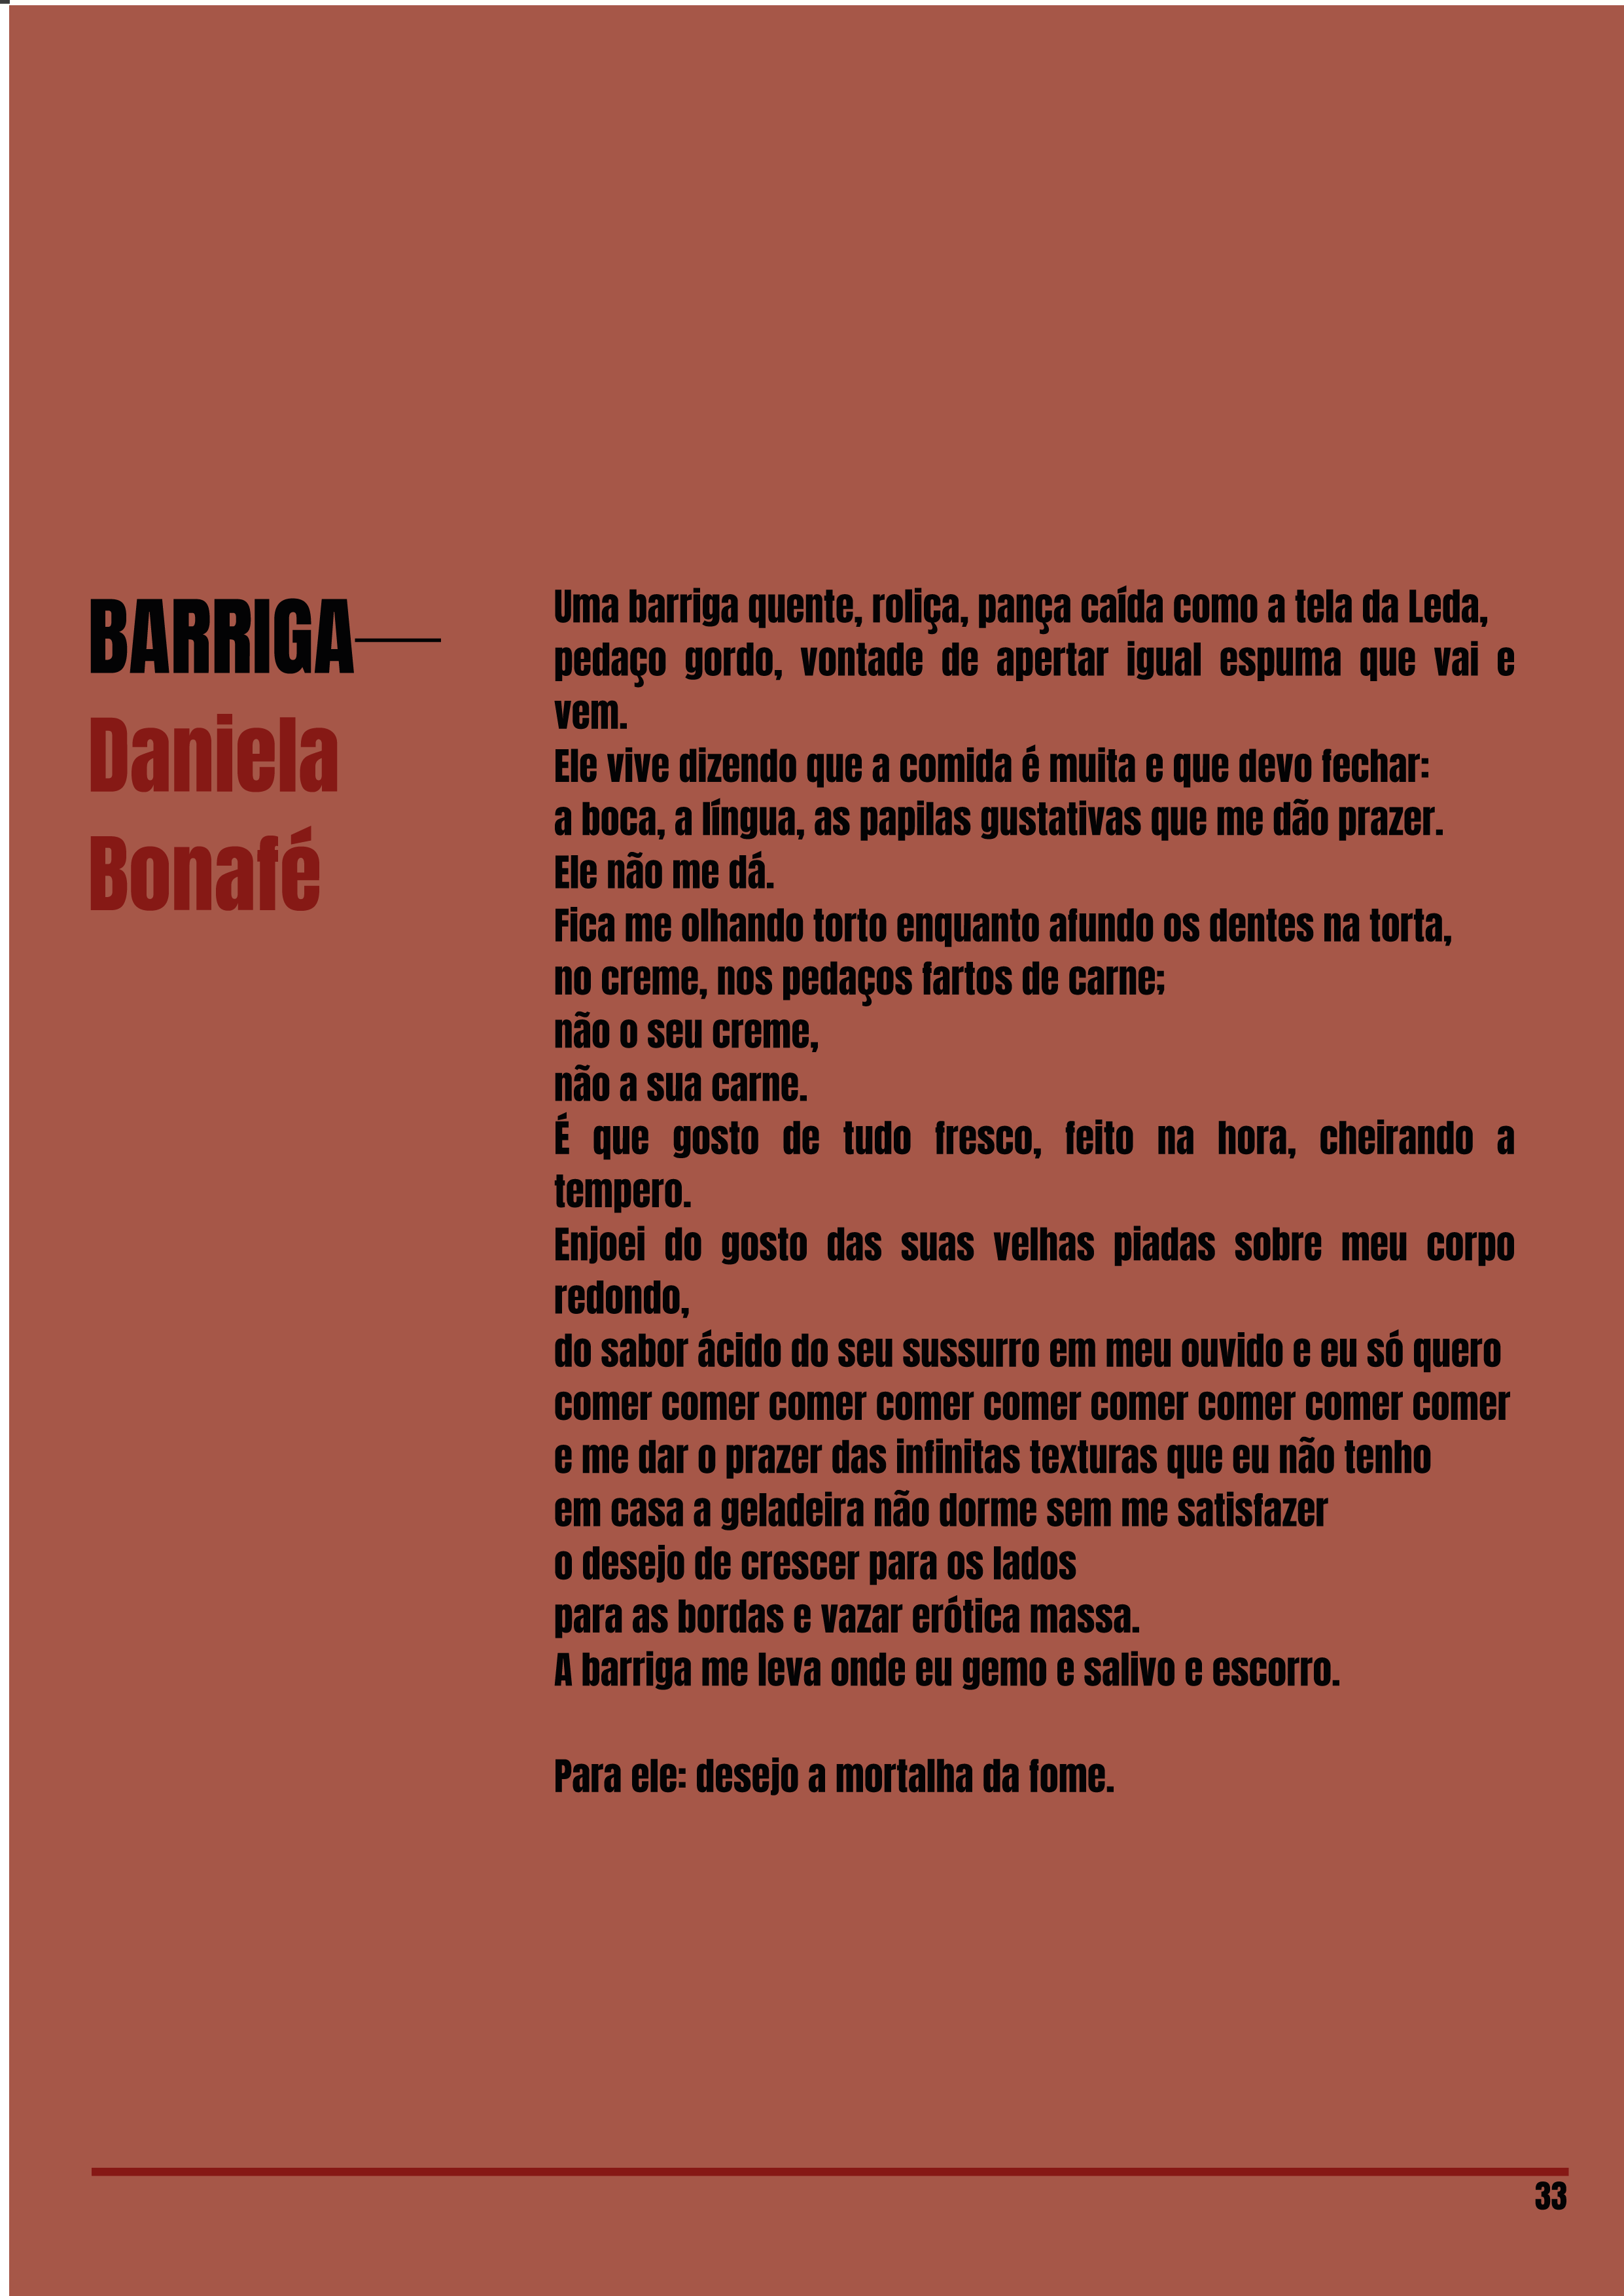 BARRIGA
Daniela
Bonafé
Uma barriga quente, roliça, pança caída como a tela da Leda,
pedaço gordo, vontade de apertar igual espuma que vai e
vem.
Ele vive dizendo que a comida é muita e que devo fechar:
a boca, a língua, as papilas gustativas que me dão prazer.
Ele não me dá.
Fica me olhando torto enquanto afundo os dentes na torta,
no creme, nos pedaços fartos de carne;
não o seu creme,
não a sua carne.
É que gosto de tudo fresco, feito na hora, cheirando a
tempero.
Enjoei do gosto das suas velhas piadas sobre meu corpo
redondo,
do sabor ácido do seu sussurro em meu ouvido e eu só quero
comer comer comer comer comer comer comer comer comer
e me dar o prazer das infinitas texturas que eu não tenho
em casa a geladeira não dorme sem me satisfazer
o desejo de crescer para os lados
para as bordas e vazar erótica massa.
A barriga me leva onde eu gemo e salivo e escorro.
Para ele: desejo a mortalha da fome.
33